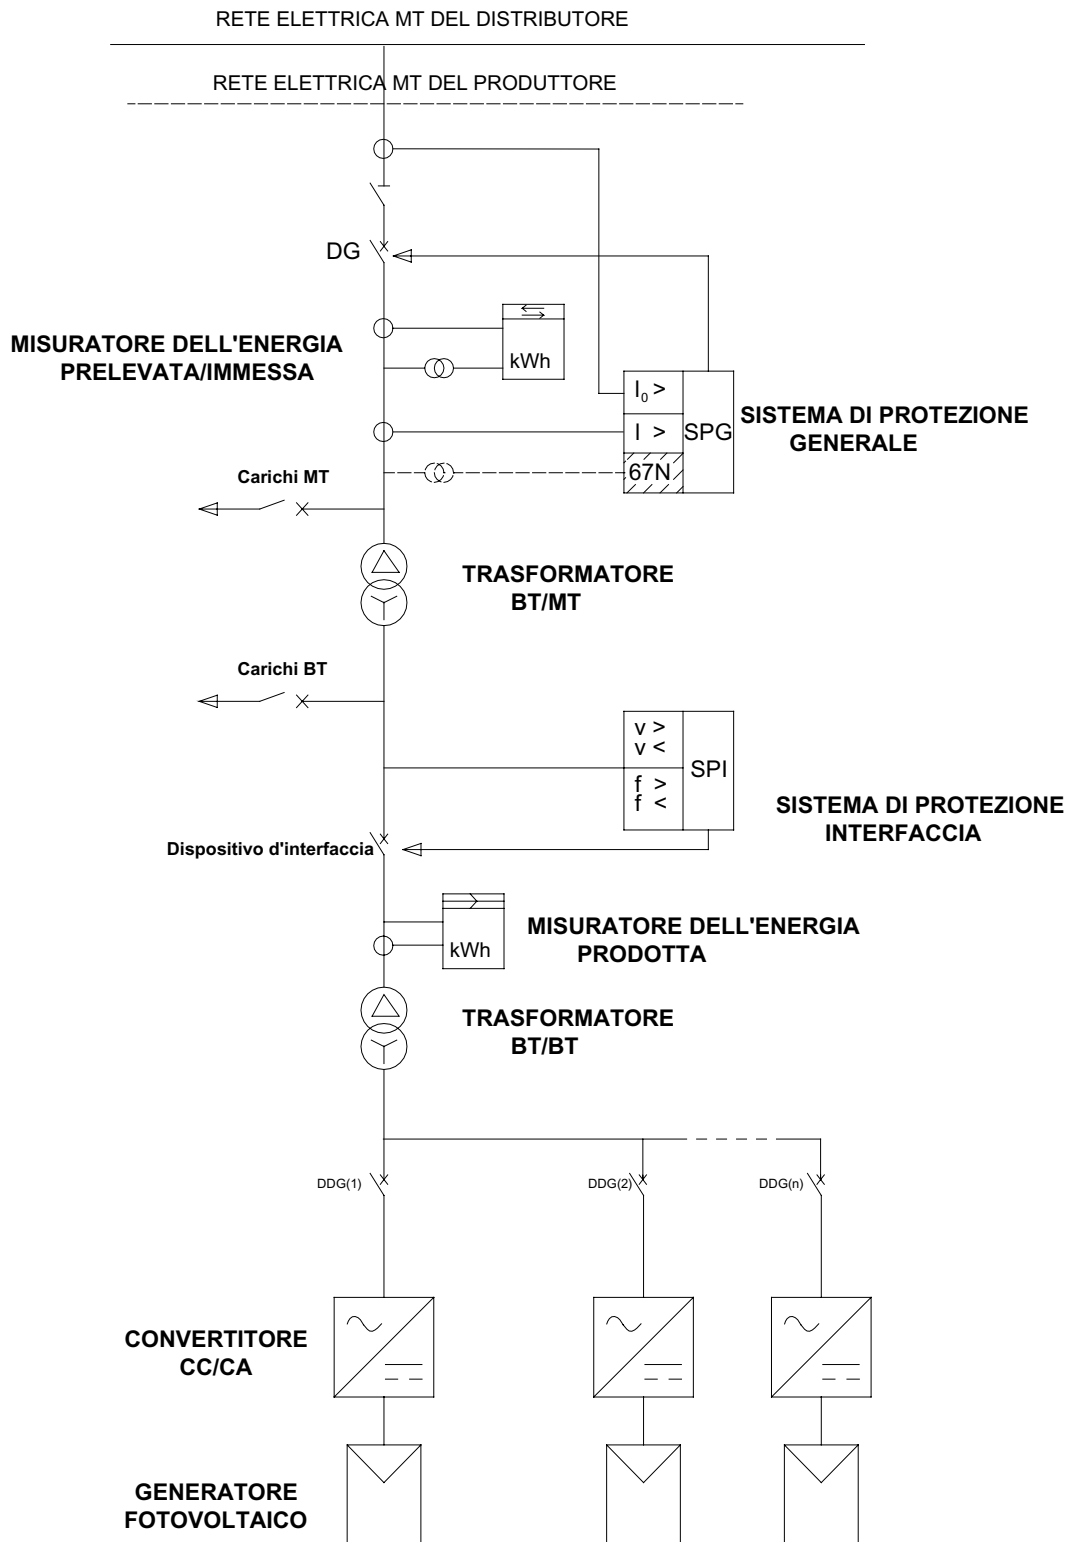 RETE ELETTRICA MT DEL DISTRIBUTORE
RETE ELETTRICA MT DEL PRODUTTORE
DG
MISURATORE DELL'ENERGIA
PRELEVATA/IMMESSA
kWh
I0 >
I >
67N
SPG
SISTEMA DI PROTEZIONE
GENERALE
Carichi MT
TRASFORMATORE
BT/MT
Carichi BT
v >
v <
f >
f <
SPI
SISTEMA DI PROTEZIONE
INTERFACCIA
Dispositivo d'interfaccia
kWh
MISURATORE DELL'ENERGIA
PRODOTTA
TRASFORMATORE
BT/BT
DDG(1)
DDG(2)
DDG(n)
CONVERTITORE
CC/CA
GENERATORE
FOTOVOLTAICO